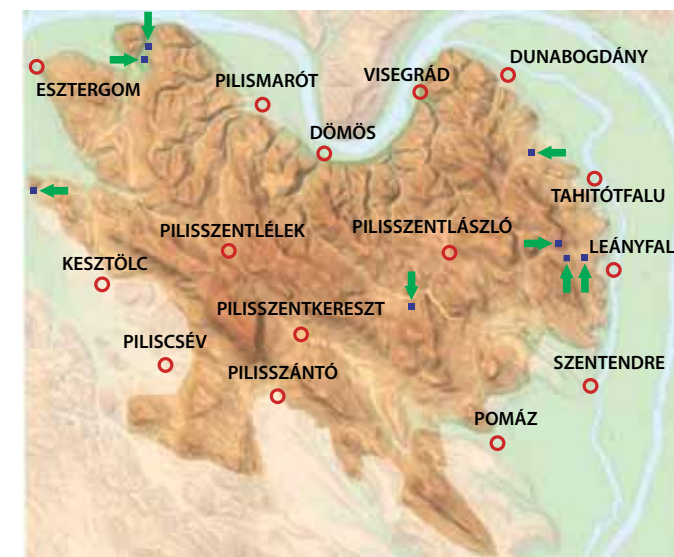 DUNABOGDÁNY
VISEGRÁD
PILISMARÓT
ESZTERGOM
DÖMÖS
TAHITÓTFALU
PILISSZENTLÁSZLÓ
PILISSZENTLÉLEK
LEÁNYFAL
KESZTÖLC
PILISSZENTKERESZT
PILISCSÉV
SZENTENDRE
PILISSZÁNTÓ
POMÁZ